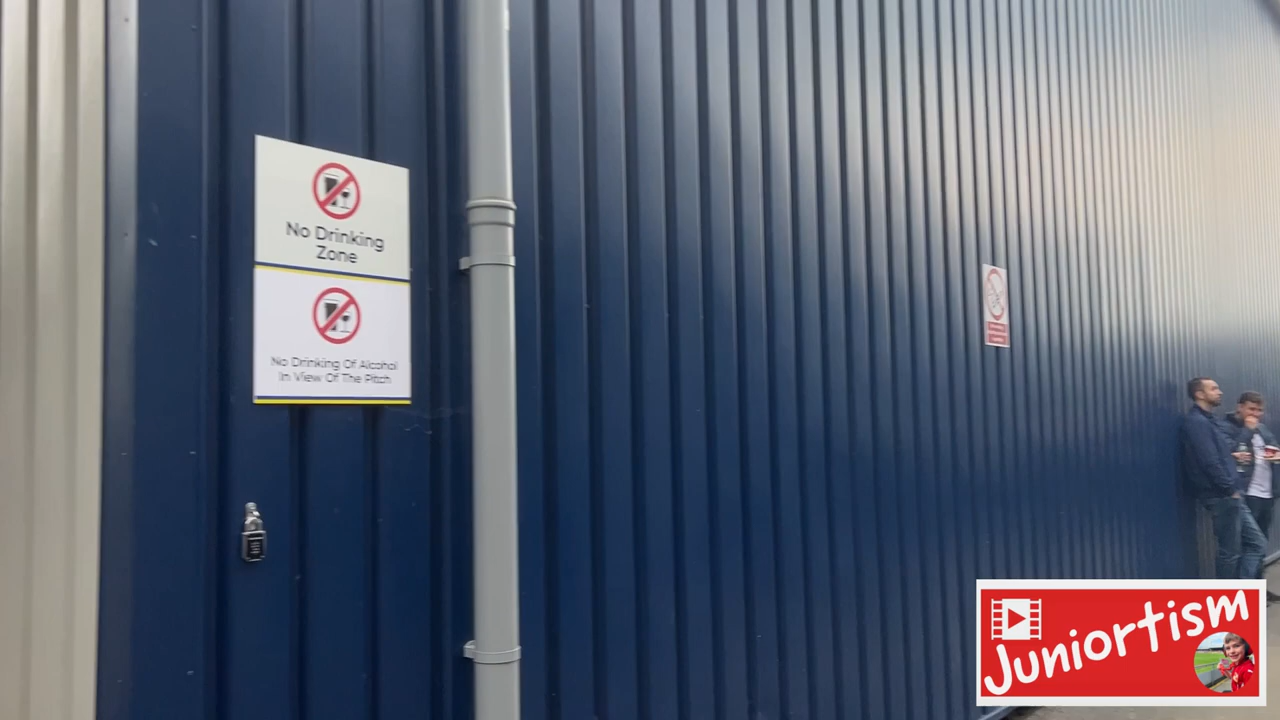 No Drinking
Zone
No Drinking Of Alcohol
In View Of The Pitch
Juniortism